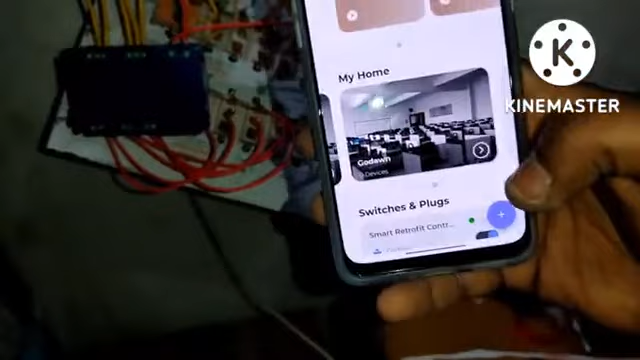 My Home
KINEMASTER
Godawn
Devices
Switches & Plugs
Smart Retrofit Contr...